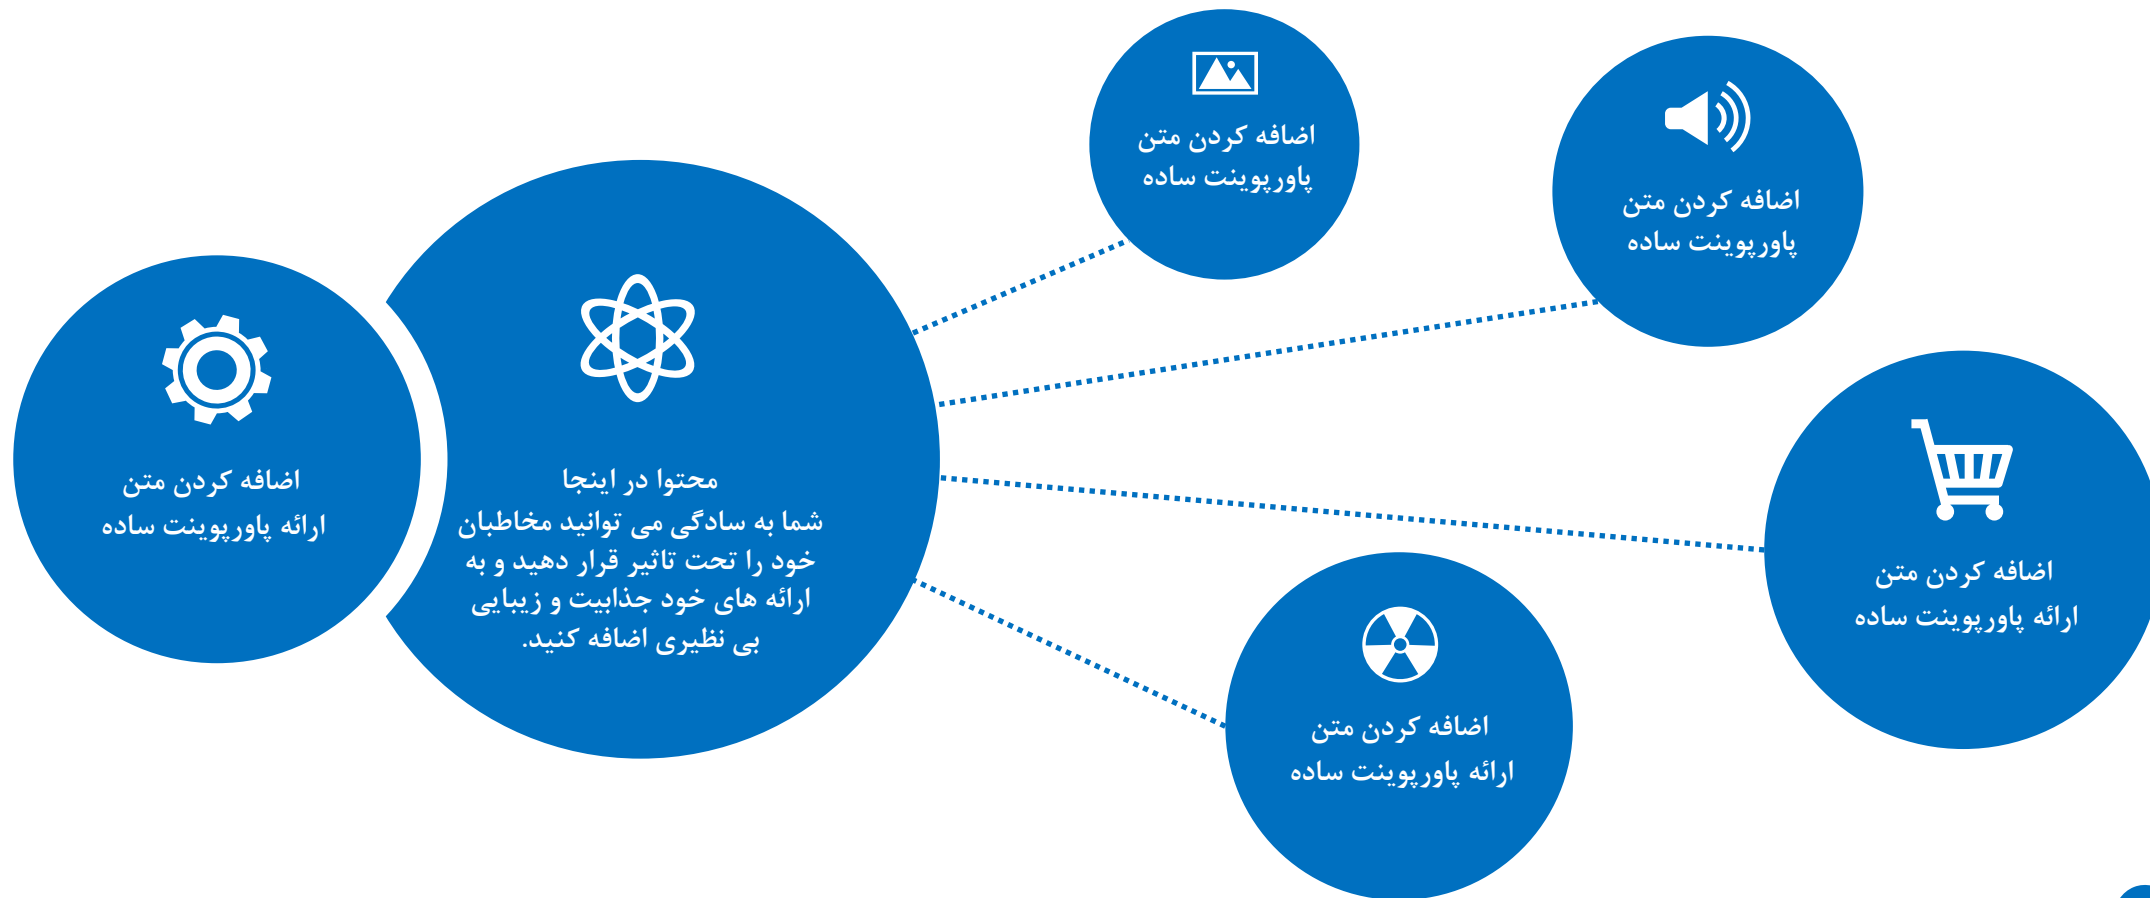 اضافه کردن متن
پاورپوینت ساده
اضافه کردن متن
پاورپوینت ساده
اضافه کردن متن
ارائه پاورپوینت ساده
محتوا در اینجا
شما به سادگی می توانید مخاطبان
خود را تحت تاثیر قرار دهید و به
ارائه های خود جذابیت و زیبایی
بی نظیری اضافه کنید.
اضافه کردن متن
ارائه پاورپوینت ساده
اضافه کردن متن
ارائه پاورپوینت ساده